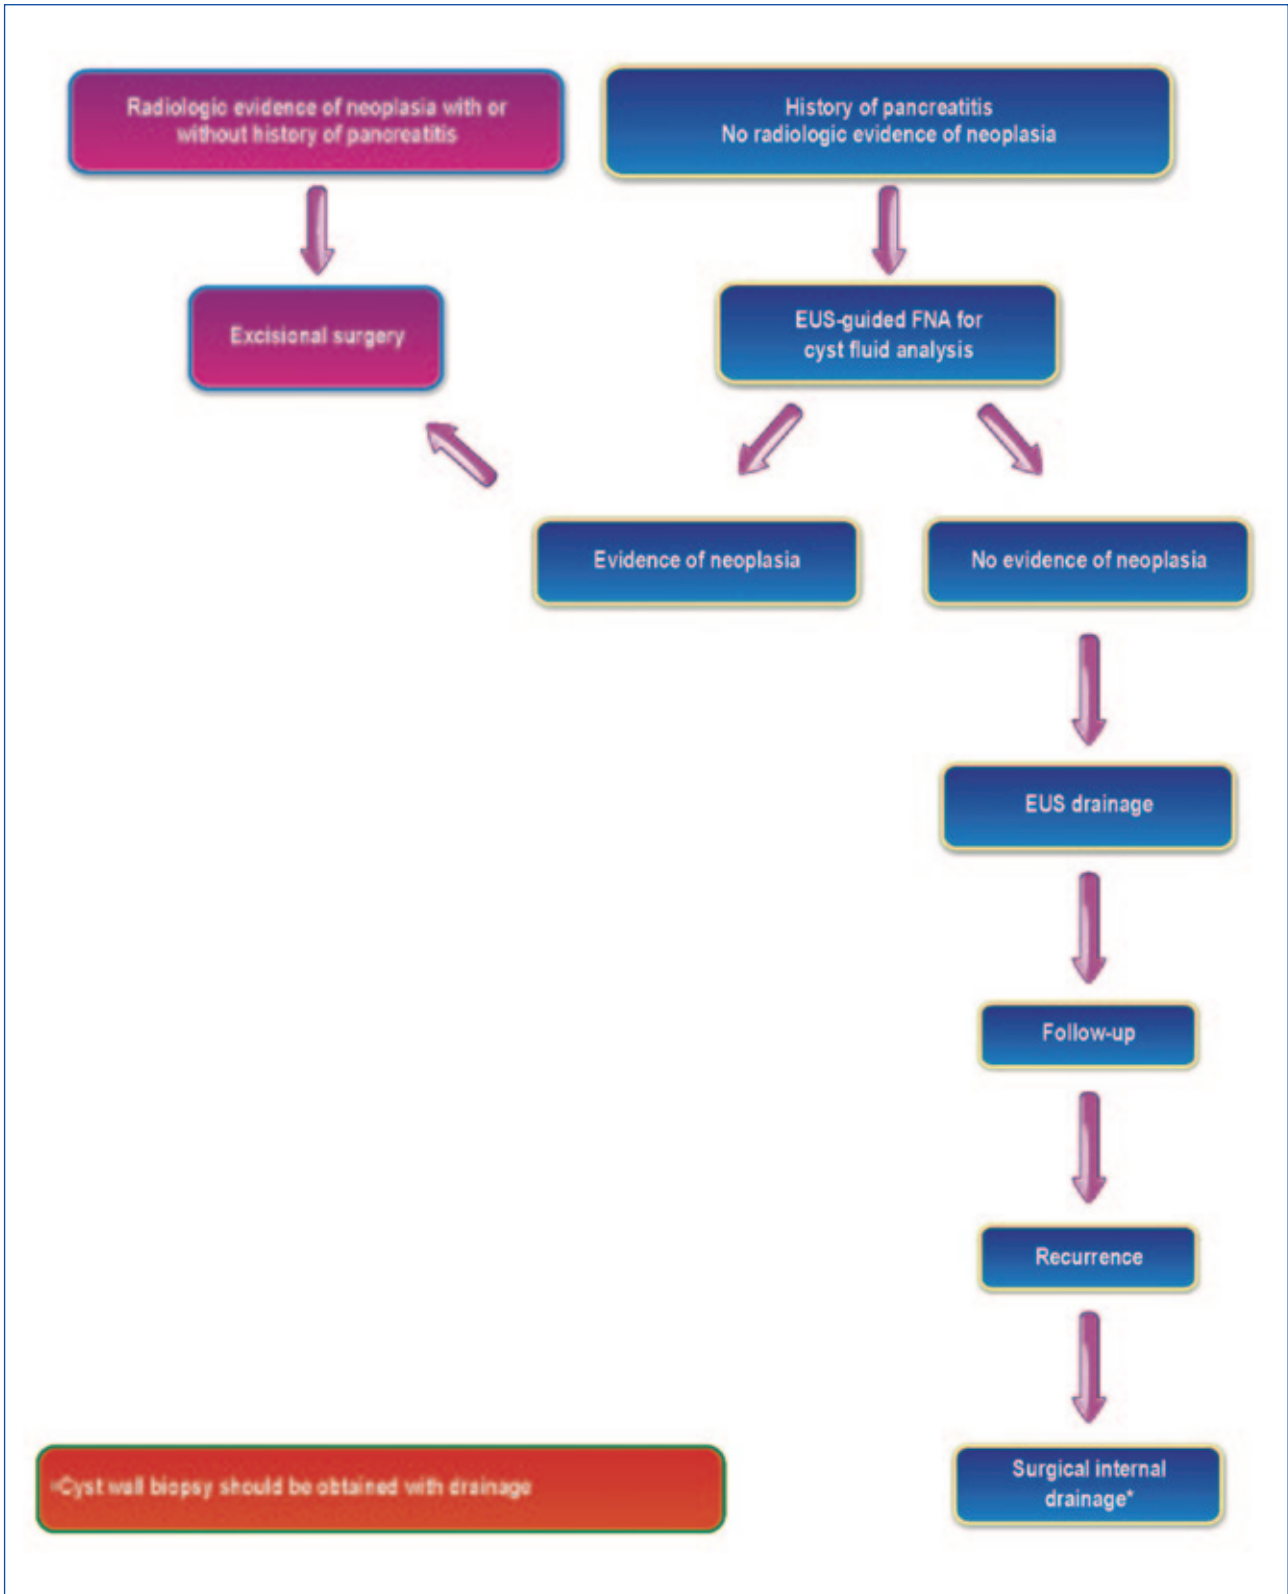 Radiologic evidence of neoplasia with or
without history of pancreatitis
History of pancreatitis
No radiologic evidence of neoplasia
Excisional surgery
EUS-guided FNA for
cyst fluid analysis
Evidence of neoplasia
No evidence of neoplasia
EUS drainage
Follow-up
Recurrence
Surgical internal
drainage*
*Cyst wall biopsy should be obtained with drainage